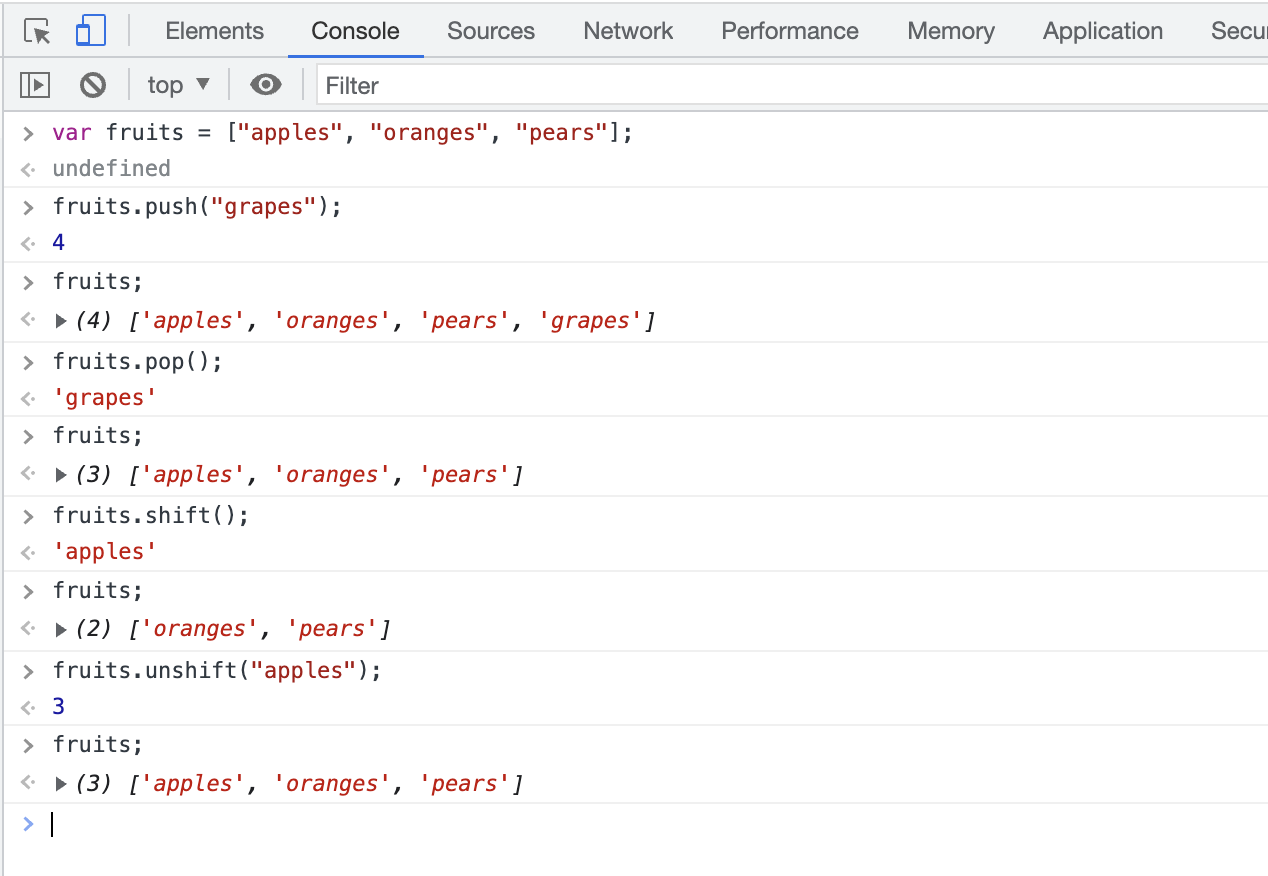 Elements Console Sources Network Performance Memory Application Secu
top Filter
var fruits = ["apples", "oranges", "pears"];
undefined
fruits.push("grapes");
4
fruits;
(4) ['apples', 'oranges', 'pears', 'grapes']
fruits.pop();
'grapes'
fruits;
(3) ['apples', 'oranges', 'pears']
fruits.shift();
'apples'
fruits;
(2) ['oranges', 'pears']
fruits.unshift("apples");
3
fruits;
(3) ['apples', 'oranges', 'pears']